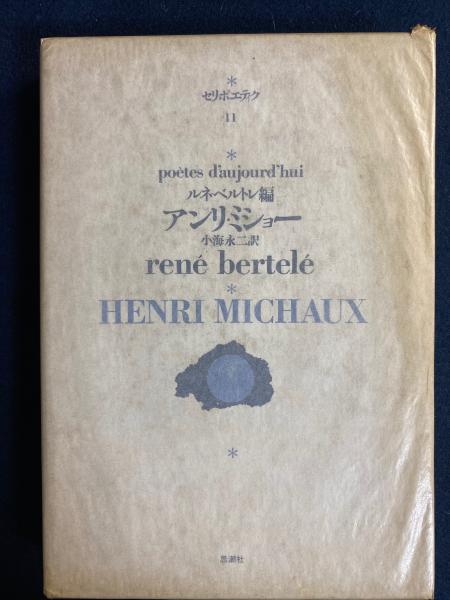 *
セリ・ポエティク
11
*
poètes d'aujourd'hui
ルネ・ベルトレ編
アンリ・ミショー
小海永二訳
rené bertelé
*
HENRI MICHAUX
*
思潮社